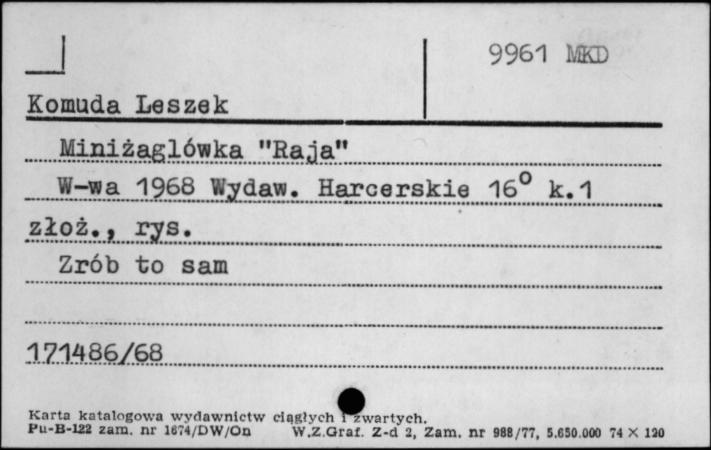 9961 MKD
Komuda Leszek
Miniżaglówka "Raja"
W-wa 1968 Wydaw. Harcerskie 16° k.1
złoż., rys.
Zrób to sam
171486/68
Karta katalogowa wydawnictw ciągłych i zwartych.
Pu-B-122 zam. nr 1674/DW/On W.Z.Graf. Z-d 2, Zam. nr 988/77, 5.650.000 74 × 120